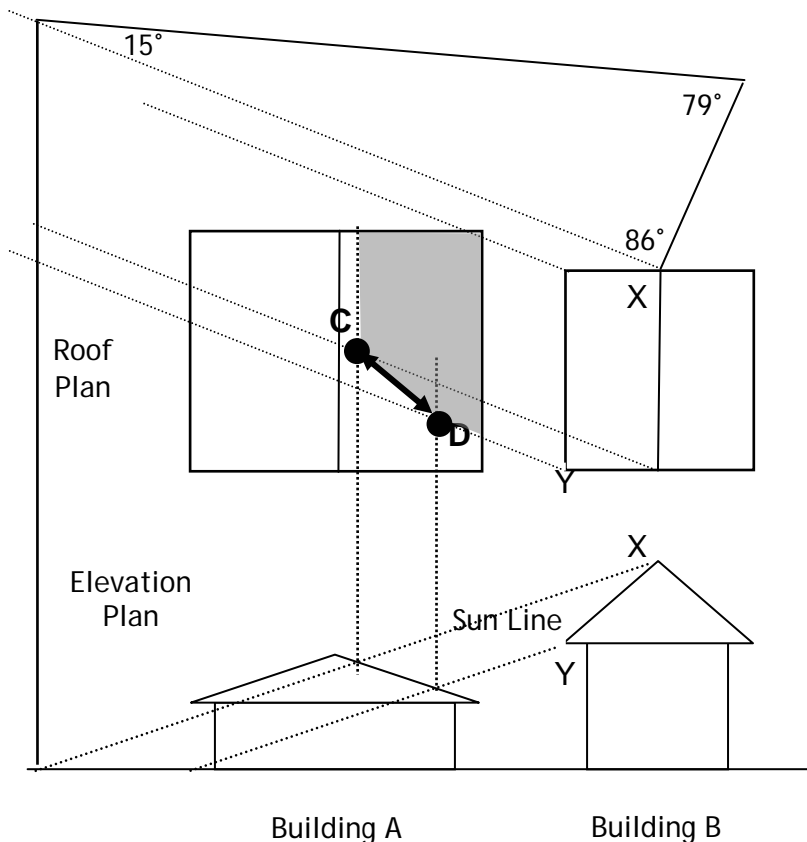 15˚
79˚
86˚
X
C
Roof
Plan
D
Y
X
Elevation
Plan
Sun Line
Y
Building A
Building B